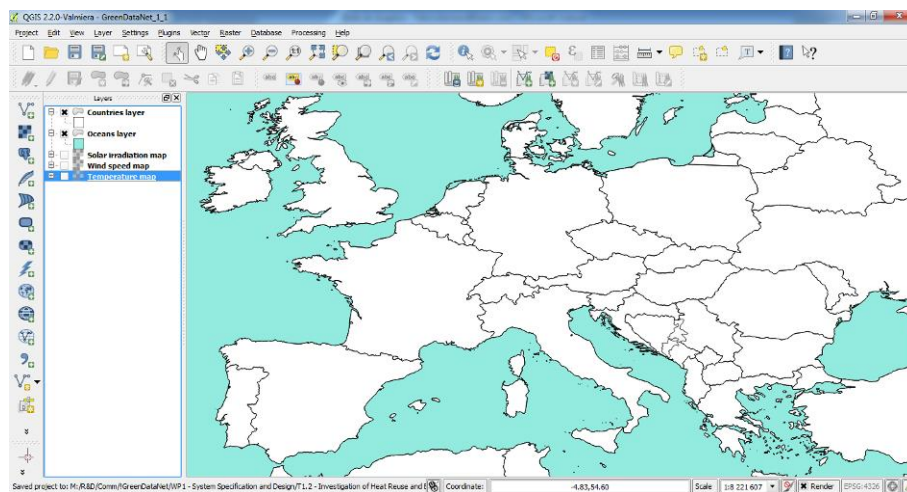 QGIS 2.2.0-Valmiera - GreenDataNet_1_1
Project Edit View Layer Settings Plugins Vector Raster Database Processing Help
Layers
Countries layer
Oceans layer
Solar irradiation map
Wind speed map
Temperature map
Saved project to: M:/R&D/Comm/!GreenDataNet/WP1 - System Specification and Design/T1.2 - Investigation of Heat Reuse and Coordinate: -4.83,54.60 Scale 1:8 221 607 Render EPSG:4326